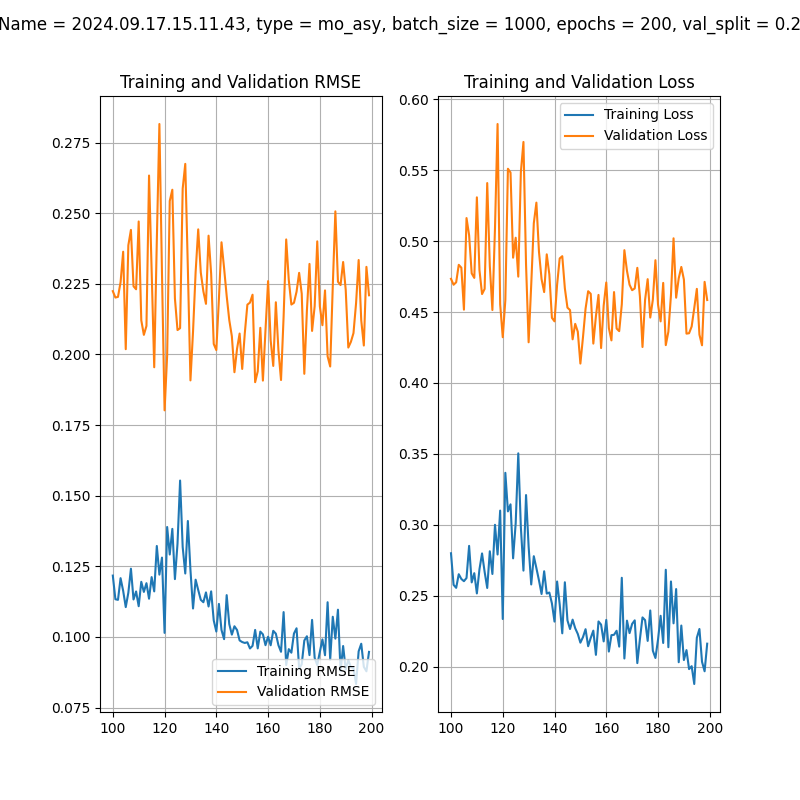 Name = 2024.09.17.15.11.43, type = mo_asy, batch_size = 1000, epochs = 200, val_split = 0.2
Training and Validation RMSE
0.275
0.250
0.225
0.200
0.175
0.150
0.125
0.100
0.075
100 120 140 160 180 200
Training RMSE
Validation RMSE
Training and Validation Loss
0.60
0.55
0.50
0.45
0.40
0.35
0.30
0.25
0.20
100 120 140 160 180 200
Training Loss
Validation Loss